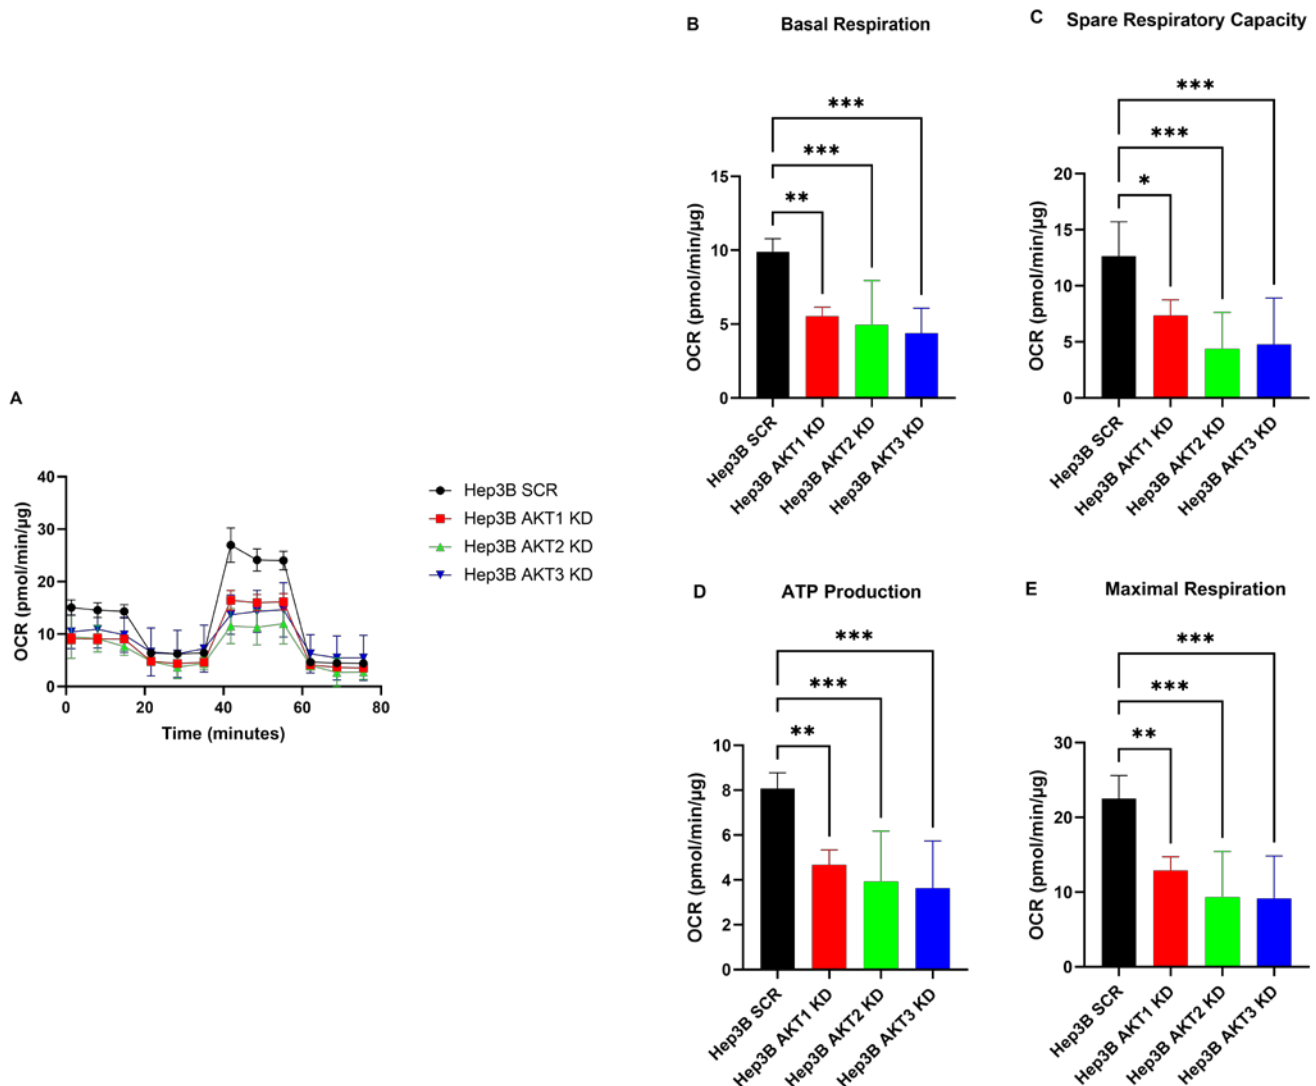 A
OCR (pmol/min/µg)
40
30
20
10
0
0 20 40 60 80
Time (minutes)
Hep3B SCR
Hep3B AKT1 KD
Hep3B AKT2 KD
Hep3B AKT3 KD
B Basal Respiration
***
***
**
OCR (pmol/min/µg)
15
10
5
0
Hep3B SCR
Hep3B AKT1 KD
Hep3B AKT2 KD
Hep3B AKT3 KD
C Spare Respiratory Capacity
***
***
*
OCR (pmol/min/µg)
20
15
10
5
0
Hep3B SCR
Hep3B AKT1 KD
Hep3B AKT2 KD
Hep3B AKT3 KD
D ATP Production
***
***
**
OCR (pmol/min/µg)
10
8
6
4
2
0
Hep3B SCR
Hep3B AKT1 KD
Hep3B AKT2 KD
Hep3B AKT3 KD
E Maximal Respiration
***
***
**
OCR (pmol/min/µg)
30
20
10
0
Hep3B SCR
Hep3B AKT1 KD
Hep3B AKT2 KD
Hep3B AKT3 KD